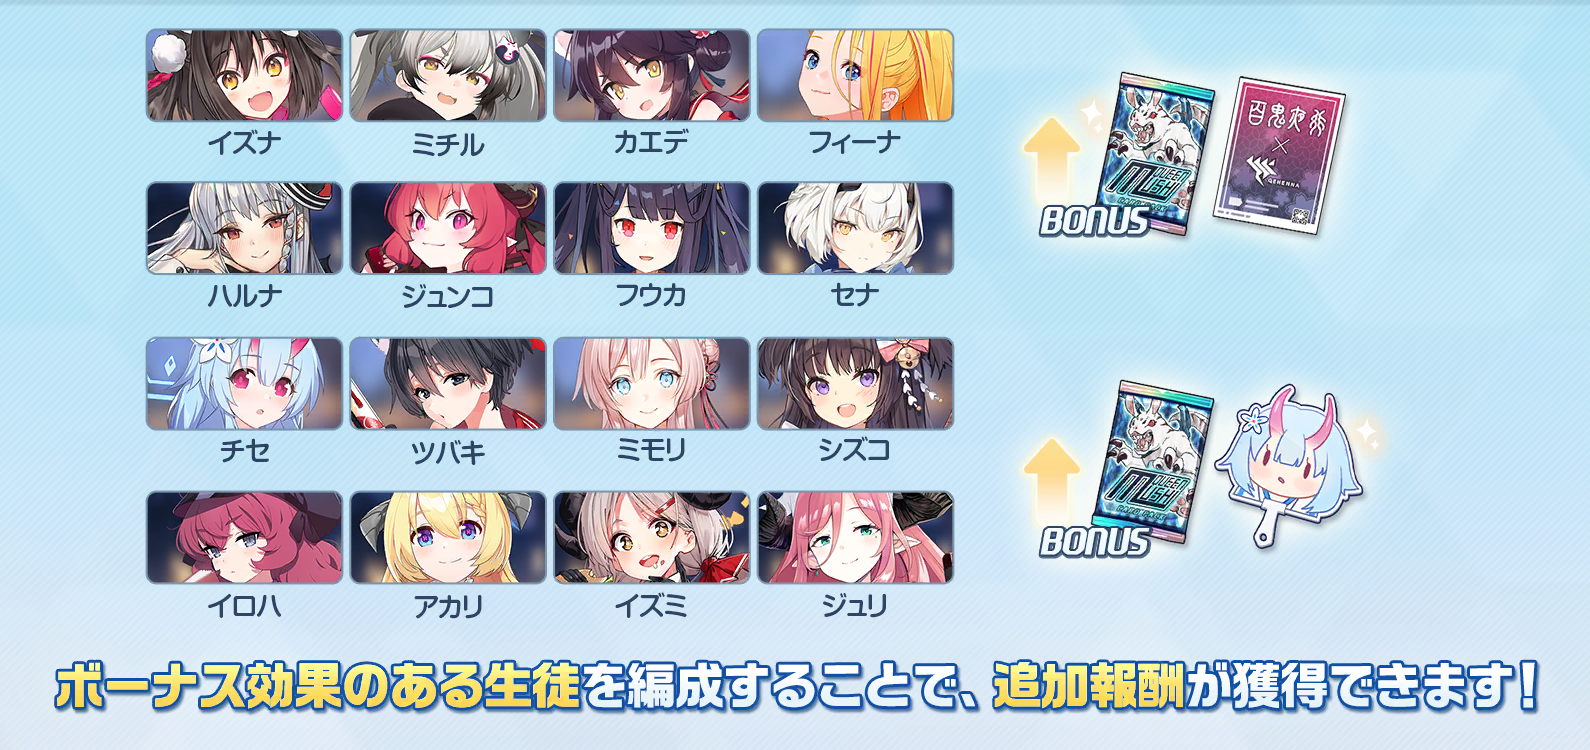 イズナ
ミチル
カエデ
フィーナ
ハルナ
ジュンコ
フウカ
セナ
チセ
ツバキ
ミモリ
シズコ
イロハ
アカリ
イズミ
ジュリ
BONUS
百鬼夜行
×
GEHENNA
BONUS
ボーナス効果のある生徒を編成することで、追加報酬が獲得できます！